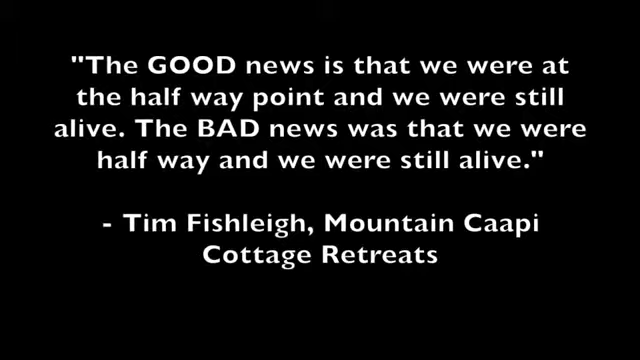 "The GOOD news is that we were at
the half way point and we were still
alive. The BAD news was that we were
half way and we were still alive."
- Tim Fishleigh, Mountain Caapi
Cottage Retreats